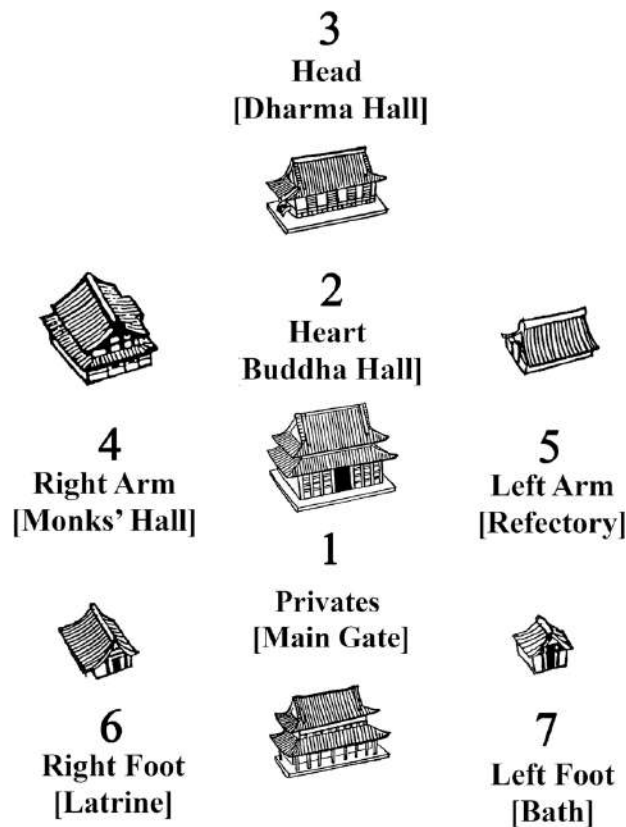 3
Head
[Dharma Hall]
2
Heart
Buddha Hall]
4
Right Arm
[Monks' Hall]
5
Left Arm
[Refectory]
1
Privates
[Main Gate]
6
Right Foot
[Latrine]
7
Left Foot
[Bath]